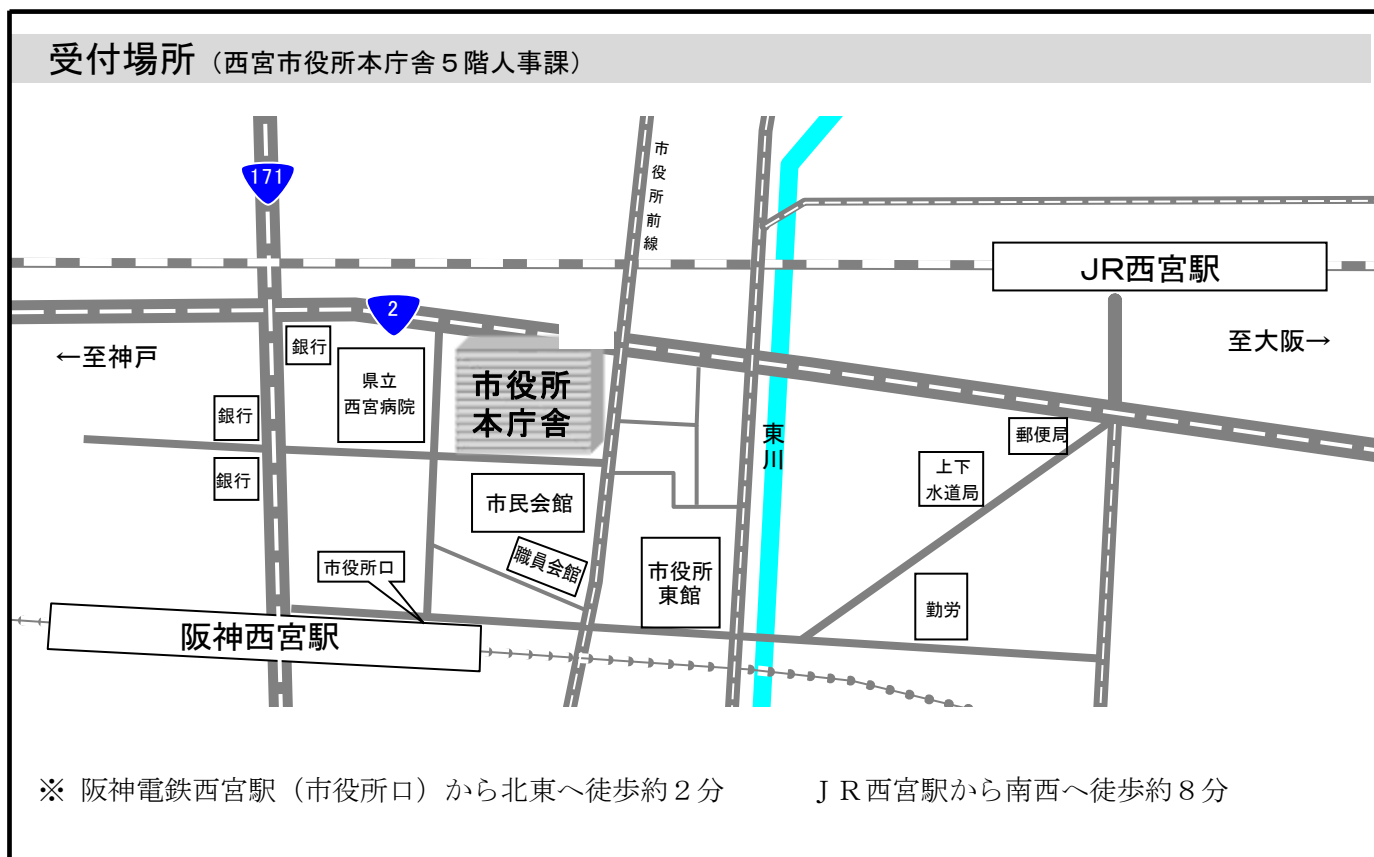 受付場所（西宮市役所本庁舎５階人事課）
171
市役所前線
JR西宮駅
2
←至神戸
至大阪→
銀行
県立
西宮病院
市役所
本庁舎
銀行
東川
郵便局
銀行
上下
水道局
市民会館
職員会館
市役所口
市役所
東館
勤労
阪神西宮駅
※ 阪神電鉄西宮駅（市役所口）から北東へ徒歩約２分　　ＪＲ西宮駅から南西へ徒歩約８分